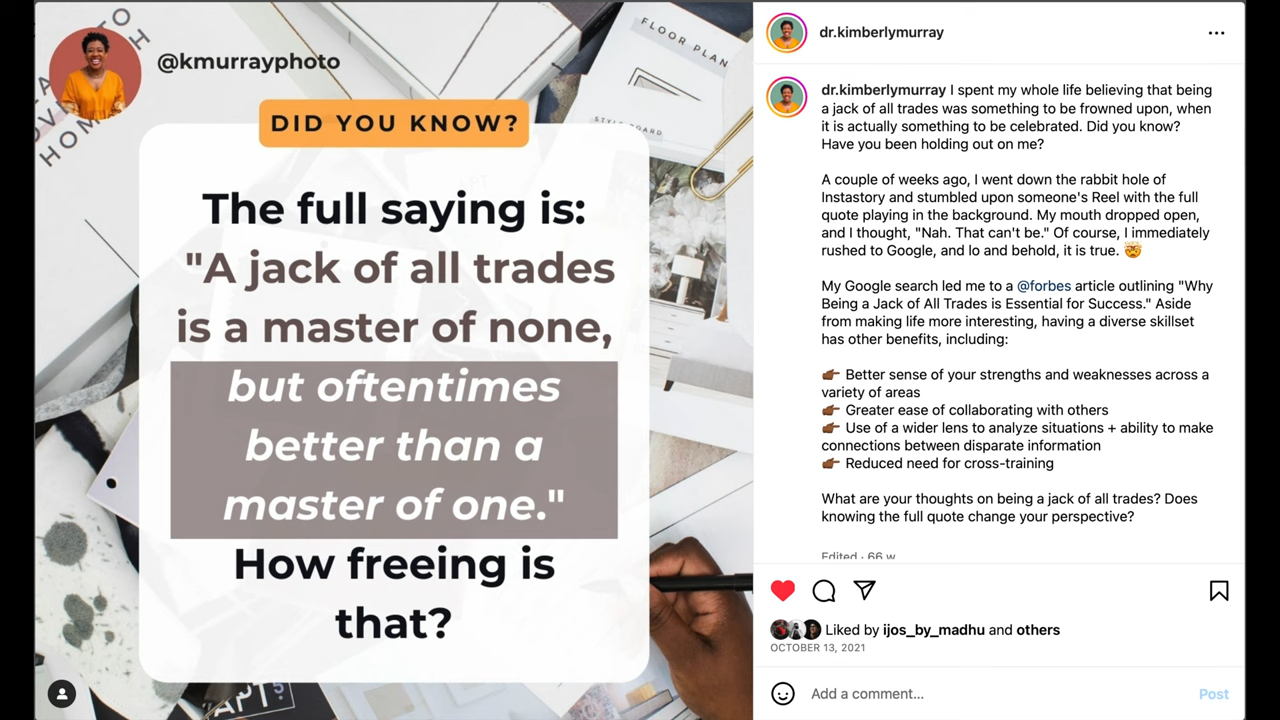 @kmurrayphoto
DID YOU KNOW?
FLOOR PLAN
The full saying is:
"A jack of all trades
is a master of none,
but oftentimes
better than a
master of one."
How freeing is
that?
dr.kimberlymurray
dr.kimberlymurray I spent my whole life believing that being
a jack of all trades was something to be frowned upon, when
it is actually something to be celebrated. Did you know?
Have you been holding out on me?
A couple of weeks ago, I went down the rabbit hole of
Instastory and stumbled upon someone's Reel with the full
quote playing in the background. My mouth dropped open,
and I thought, "Nah. That can't be." Of course, I immediately
rushed to Google, and lo and behold, it is true. 🤯
My Google search led me to a @forbes article outlining "Why
Being a Jack of All Trades is Essential for Success." Aside
from making life more interesting, having a diverse skillset
has other benefits, including:
👉🏾 Better sense of your strengths and weaknesses across a
variety of areas
👉🏾 Greater ease of collaborating with others
👉🏾 Use of a wider lens to analyze situations + ability to make
connections between disparate information
👉🏾 Reduced need for cross-training
What are your thoughts on being a jack of all trades? Does
knowing the full quote change your perspective?
Edited · 66 w
Liked by ijos_by_madhu and others
OCTOBER 13, 2021
Add a comment...
Post